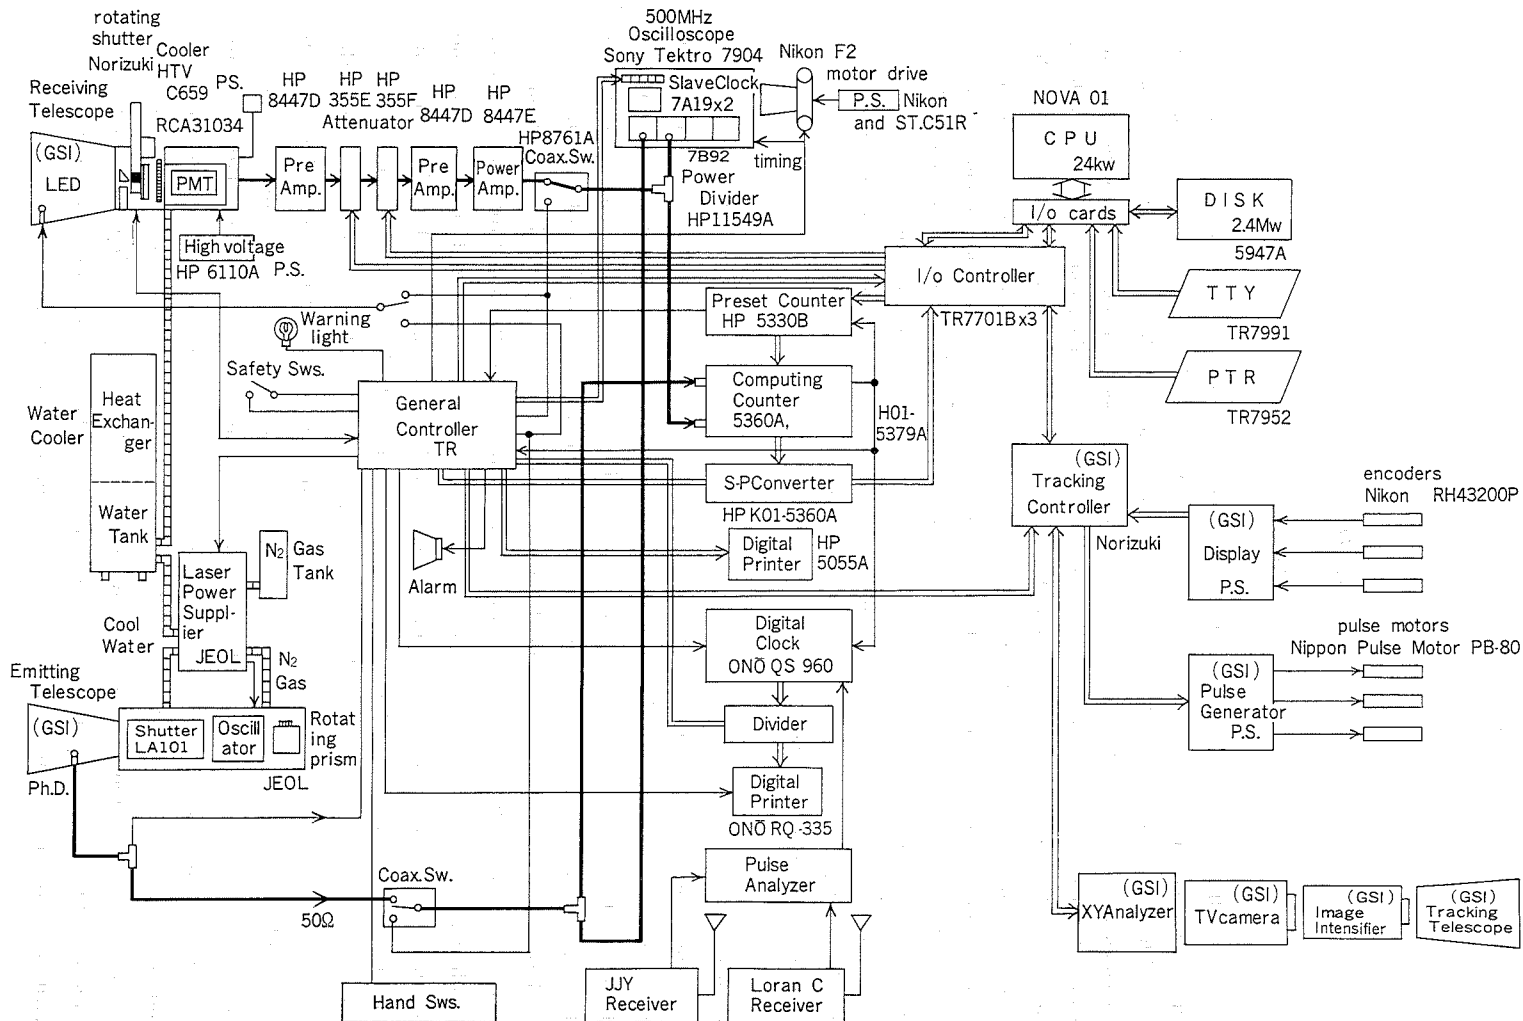 rotating
shutter
Norizuki
Cooler
HTV
C659
PS.
Receiving
Telescope
(GSI)
LED
RCA31034
PMT
High voltage
HP 6110A P.S.
HP
8447D
HP
355E
HP
355F
Attenuator
HP
8447D
HP
8447E
Pre
Amp.
Pre
Amp.
Power
Amp.
HP8761A
Coax.Sw.
500MHz
Oscilloscope
Sony Tektro 7904
SlaveClock
7A19x2
7B92
Power
Divider
HP11549A
Nikon F2
motor drive
P.S. Nikon
and ST.C51R
timing
NOVA 01
CPU
24kw
I/o cards
DISK
2.4Mw
5947A
TTY
TR7991
PTR
TR7952
I/o Controller
TR7701Bx3
Preset Counter
HP 5330B
Computing
Counter
5360A,
H01-
5379A
S-PConverter
HP K01-5360A
Digital
Printer
HP
5055A
Warning
light
Safety Sws.
General
Controller
TR
Alarm
Water
Cooler
Heat
Exchan-
ger
Water
Tank
N2
Gas
Tank
Laser
Power
Suppl-
ier
JEOL
Cool
Water
N2
Gas
Emitting
Telescope
(GSI)
Shutter
LA101
Oscill
ator
Rotat
ing
prism
JEOL
Ph.D.
50Ω
Coax.Sw.
Hand Sws.
Digital
Clock
ONŌ QS 960
Divider
Digital
Printer
ONŌ RQ-335
Pulse
Analyzer
JJY
Receiver
Loran C
Receiver
(GSI)
Tracking
Controller
Norizuki
encoders
Nikon RH43200P
(GSI)
Display
P.S.
pulse motors
Nippon Pulse Motor PB-80
(GSI)
Pulse
Generator
P.S.
(GSI)
XYAnalyzer
(GSI)
TVcamera
(GSI)
Image
Intensifier
(GSI)
Tracking
Telescope